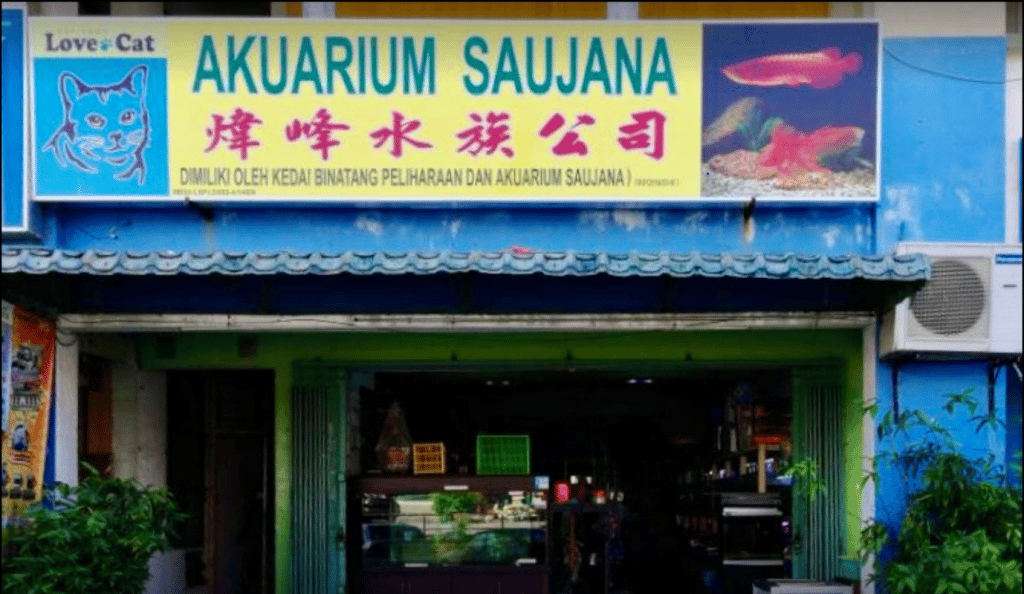 Love Cat
AKUARIUM SAUJANA
煒峰水族公司
DIMILIKI OLEH KEDAI BINATANG PELIHARAAN DAN AKUARIUM SAUJANA )